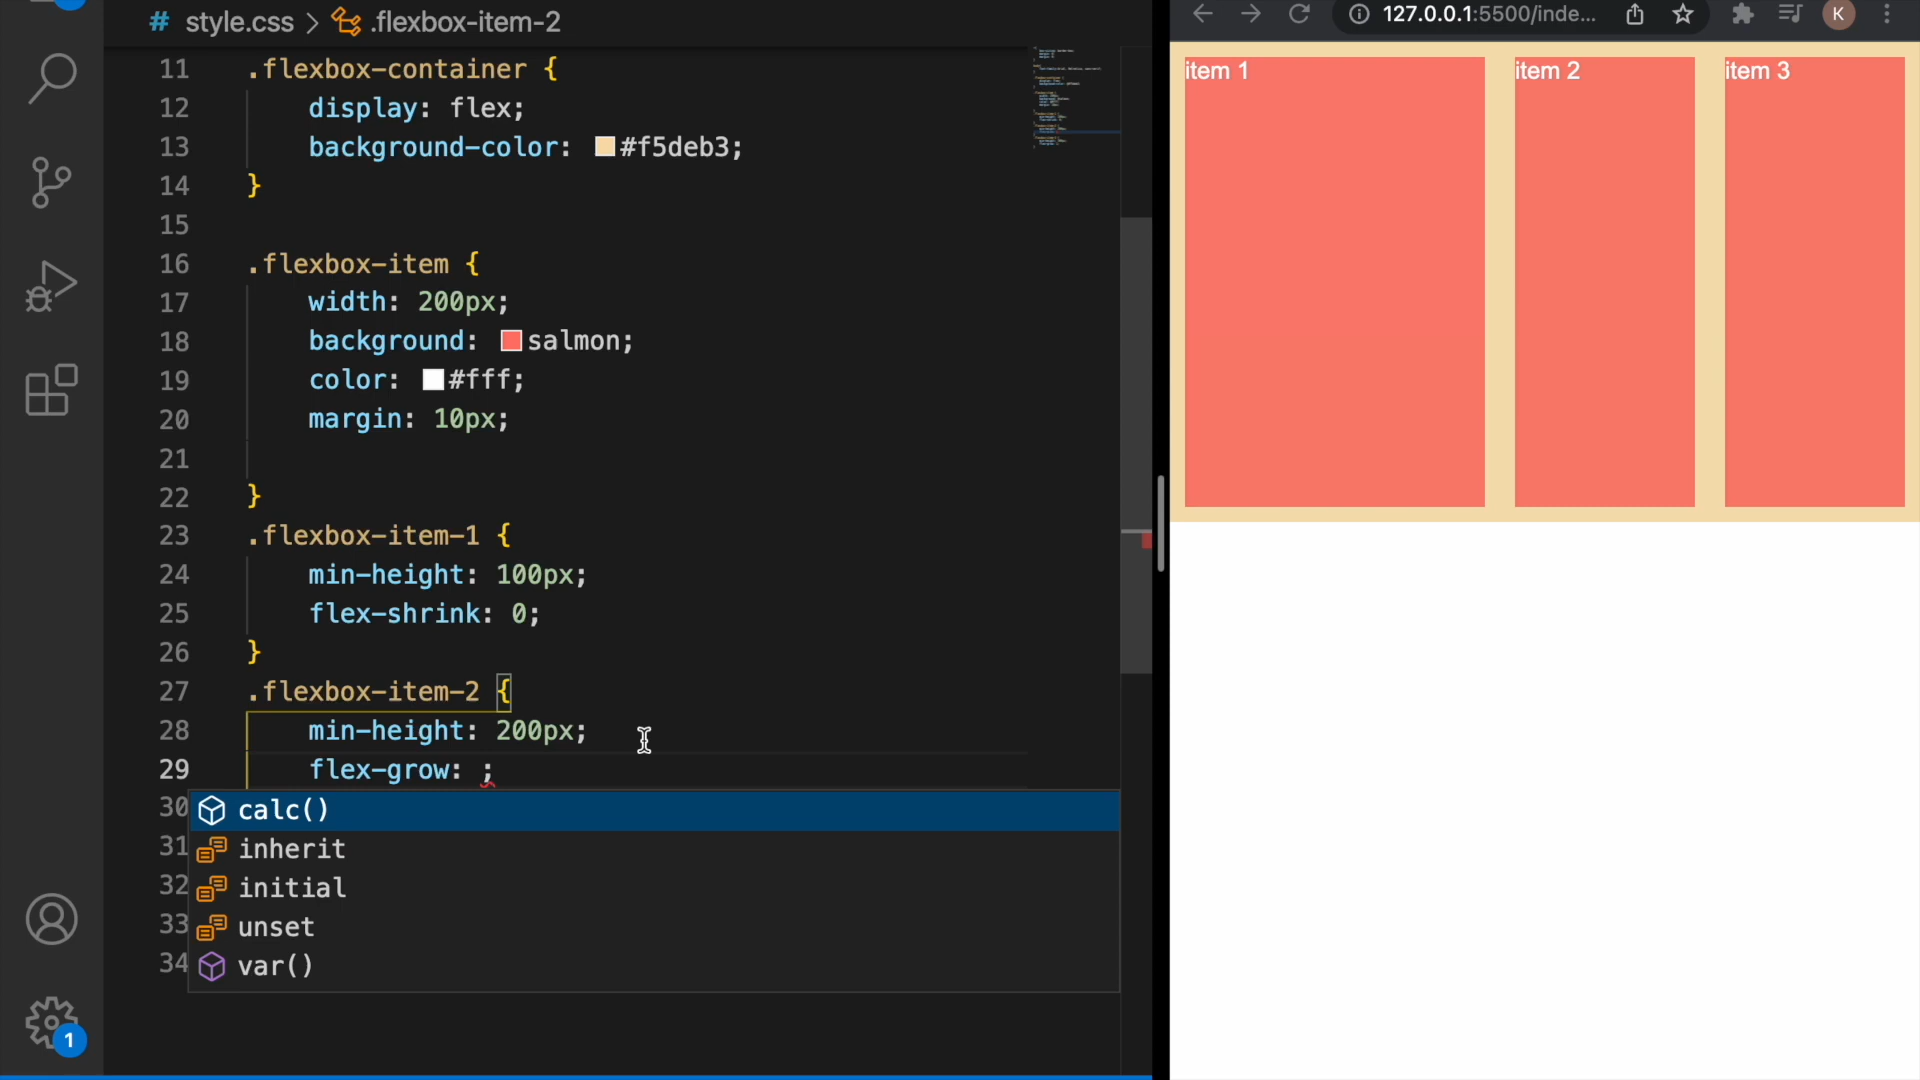 # style.css > .flexbox-item-2
11 .flexbox-container {
12 display: flex;
13 background-color: #f5deb3;
14 }
15
16 .flexbox-item {
17 width: 200px;
18 background: salmon;
19 color: #fff;
20 margin: 10px;
21
22 }
23 .flexbox-item-1 {
24 min-height: 100px;
25 flex-shrink: 0;
26 }
27 .flexbox-item-2 {
28 min-height: 200px;
29 flex-grow: ;
30 calc()
31 inherit
32 initial
33 unset
34 var()
1
127.0.0.1:5500/inde...
K
item 1
item 2
item 3